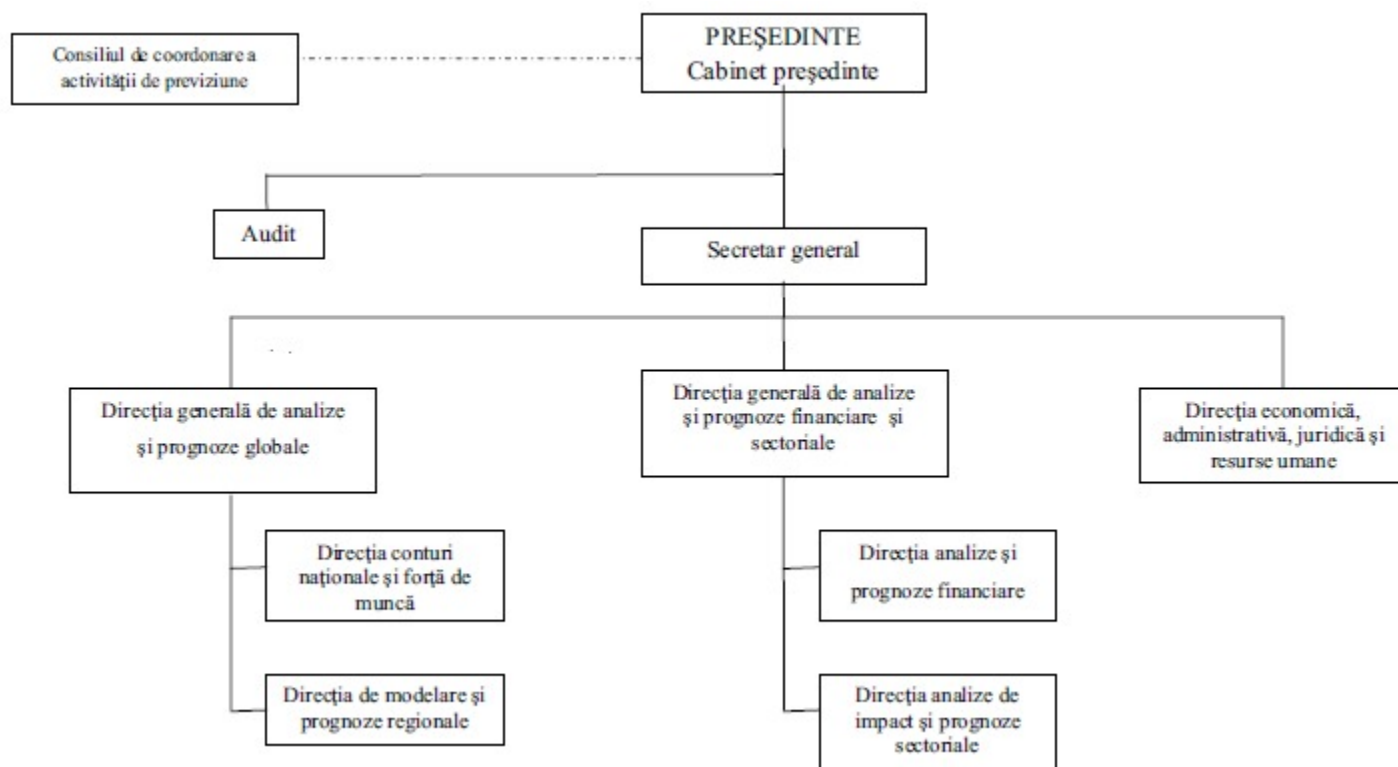 PREŞEDINTE
Cabinet preşedinte
Consiliul de coordonare a
activităţii de previziune
Audit
Secretar general
Direcţia generală de analize
şi prognoze globale
Direcţia generală de analize
şi prognoze financiare şi
sectoriale
Direcţia economică,
administrativă, juridică şi
resurse umane
Direcţia conturi
naţionale şi forţă de
muncă
Direcţia analize şi
prognoze financiare
Direcţia de modelare şi
prognoze regionale
Direcţia analize de
impact şi prognoze
sectoriale